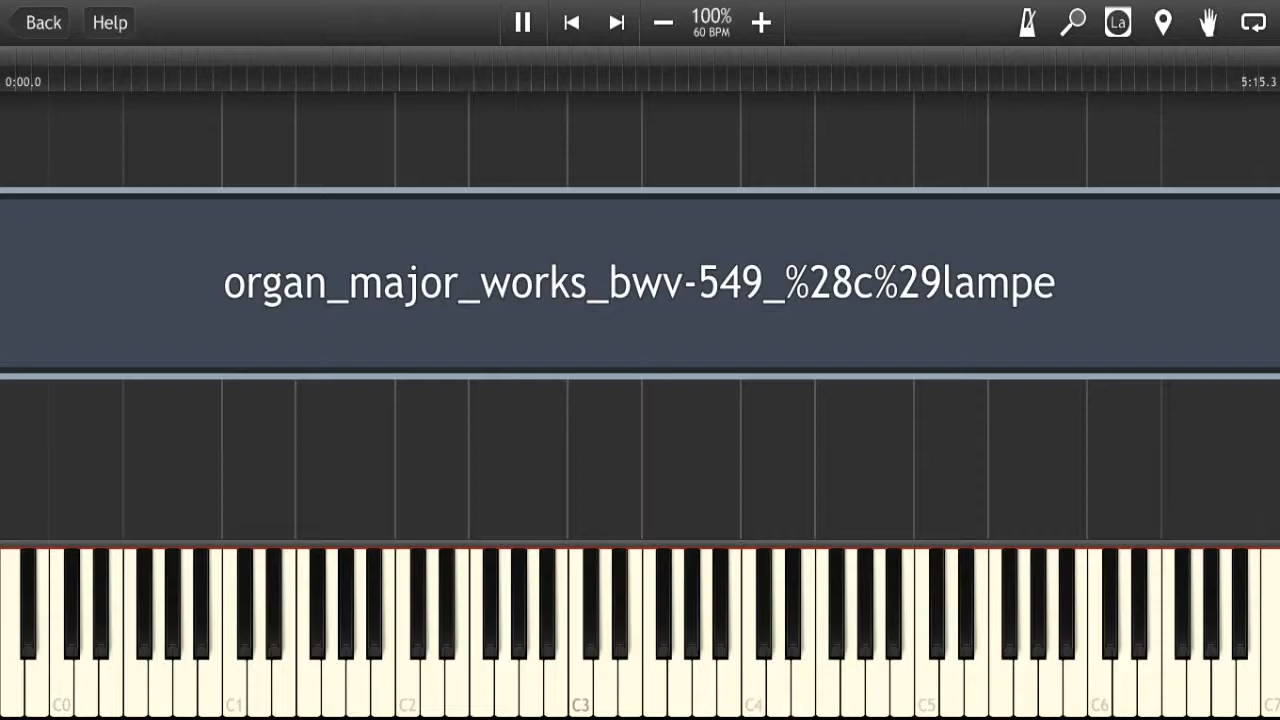 Back Help 100% La
60 BPM
0:00.0 5:15.3
organ_major_works_bwv-549_%28c%29lampe
C0 C1 C2 C3 C4 C5 C6 C7